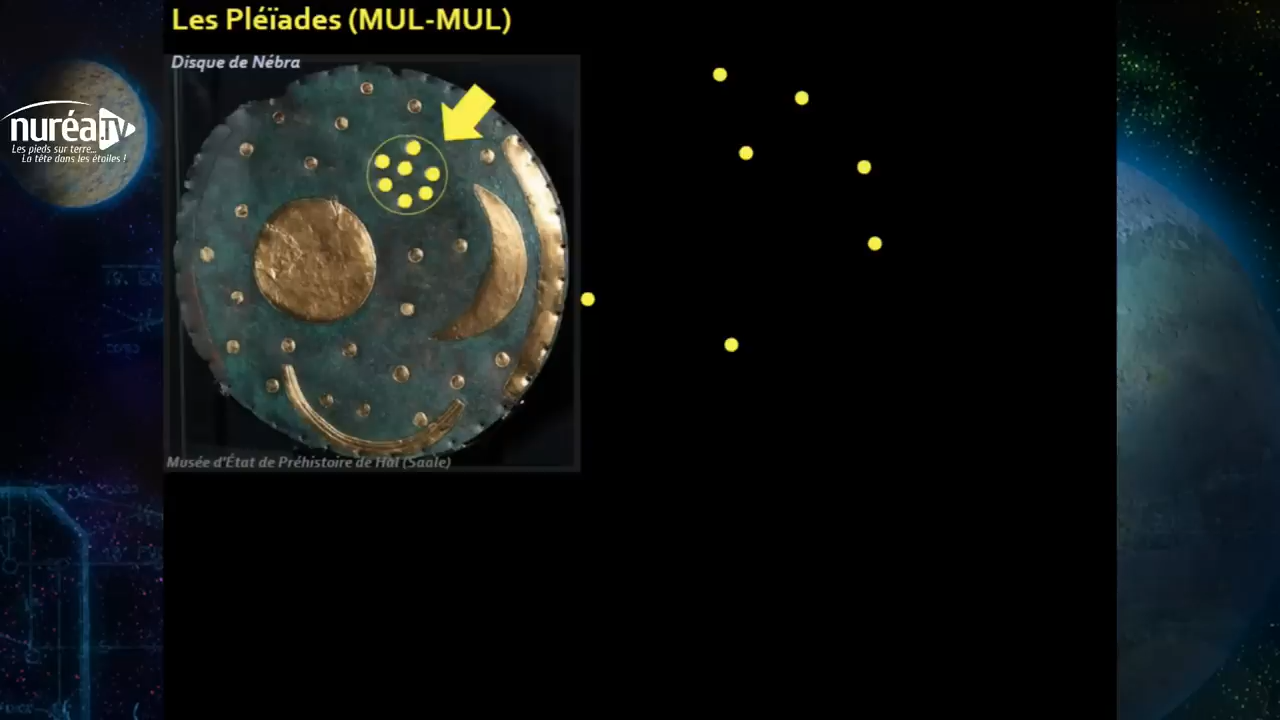 Les Pléïades (MUL-MUL)
Disque de Nébra
nuréa.tv
Les pieds sur terre...
La tête dans les étoiles !
Musée d'État de Préhistoire de Hal (Saale)